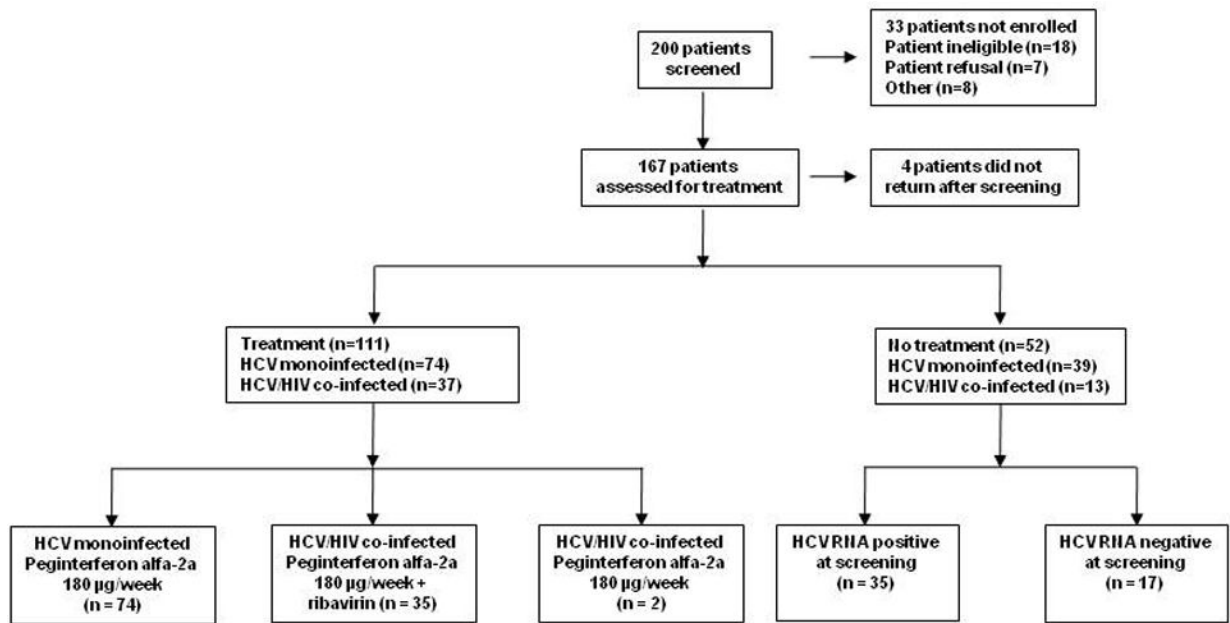 200 patients
screened
33 patients not enrolled
Patient ineligible (n=18)
Patient refusal (n=7)
Other (n=8)
167 patients
assessed for treatment
4 patients did not
return after screening
Treatment (n=111)
HCV monoinfected (n=74)
HCV/HIV co-infected (n=37)
No treatment (n=52)
HCV monoinfected (n=39)
HCV/HIV co-infected (n=13)
HCV monoinfected
Peginterferon alfa-2a
180 µg/week
(n = 74)
HCV/HIV co-infected
Peginterferon alfa-2a
180 µg/week +
ribavirin (n = 35)
HCV/HIV co-infected
Peginterferon alfa-2a
180 µg/week
(n = 2)
HCV RNA positive
at screening
(n = 35)
HCV RNA negative
at screening
(n = 17)